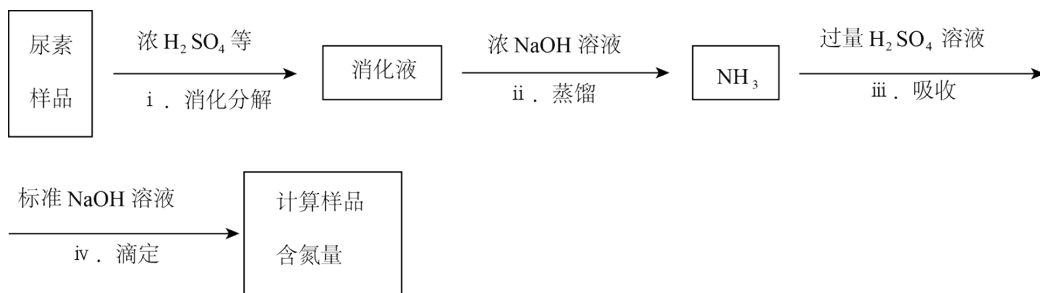 尿素
样品
浓 H₂SO₄ 等
ⅰ．消化分解
消化液
浓 NaOH 溶液
ⅱ．蒸馏
NH₃
过量 H₂SO₄ 溶液
ⅲ．吸收
标准 NaOH 溶液
ⅳ．滴定
计算样品
含氮量